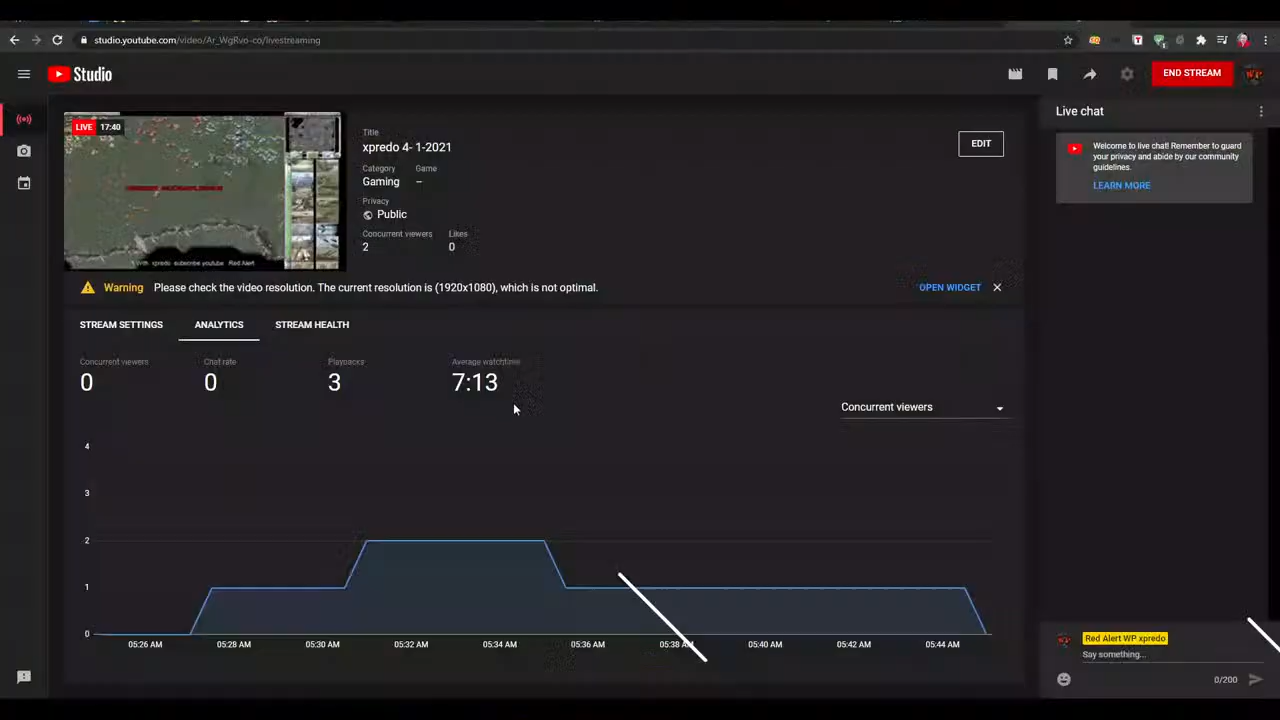 studio.youtube.com/video/Ar_WgRvo-co/livestreaming
Studio
END STREAM
LIVE 17:40
With xpredo subscribe youtube Red Alert
Title
xpredo 4- 1-2021
EDIT
Category Game
Gaming –
Privacy
Public
Concurrent viewers Likes
2 0
Warning Please check the video resolution. The current resolution is (1920x1080), which is not optimal.
OPEN WIDGET
STREAM SETTINGS ANALYTICS STREAM HEALTH
Concurrent viewers Chat rate Playbacks Average watchtime
0 0 3 7:13
Concurrent viewers
4
3
2
1
0
05:26 AM 05:28 AM 05:30 AM 05:32 AM 05:34 AM 05:36 AM 05:38 AM 05:40 AM 05:42 AM 05:44 AM
Live chat
Welcome to live chat! Remember to guard
your privacy and abide by our community
guidelines.
LEARN MORE
Red Alert WP xpredo
Say something...
0/200